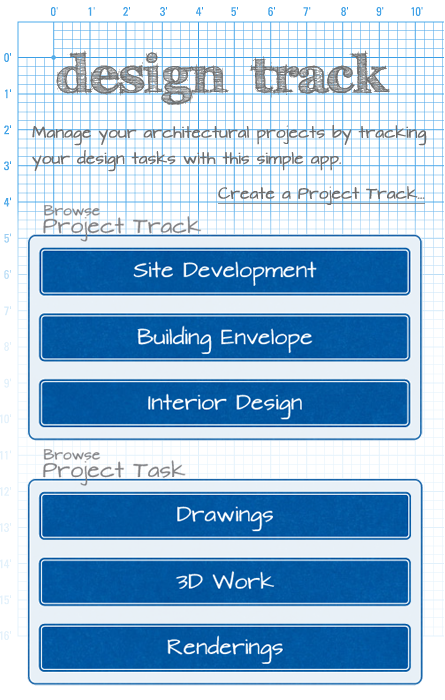 0' 1' 2' 3' 4' 5' 6' 7' 8' 9' 10'
0'
design track
1'
2'
Manage your architectural projects by tracking
your design tasks with this simple app.
3'
Create a Project Track...
4'
Browse
Project Track
5'
Site Development
6'
7'
Building Envelope
8'
9'
Interior Design
10'
11'
Browse
Project Task
12'
Drawings
13'
14'
3D Work
15'
Renderings
16'